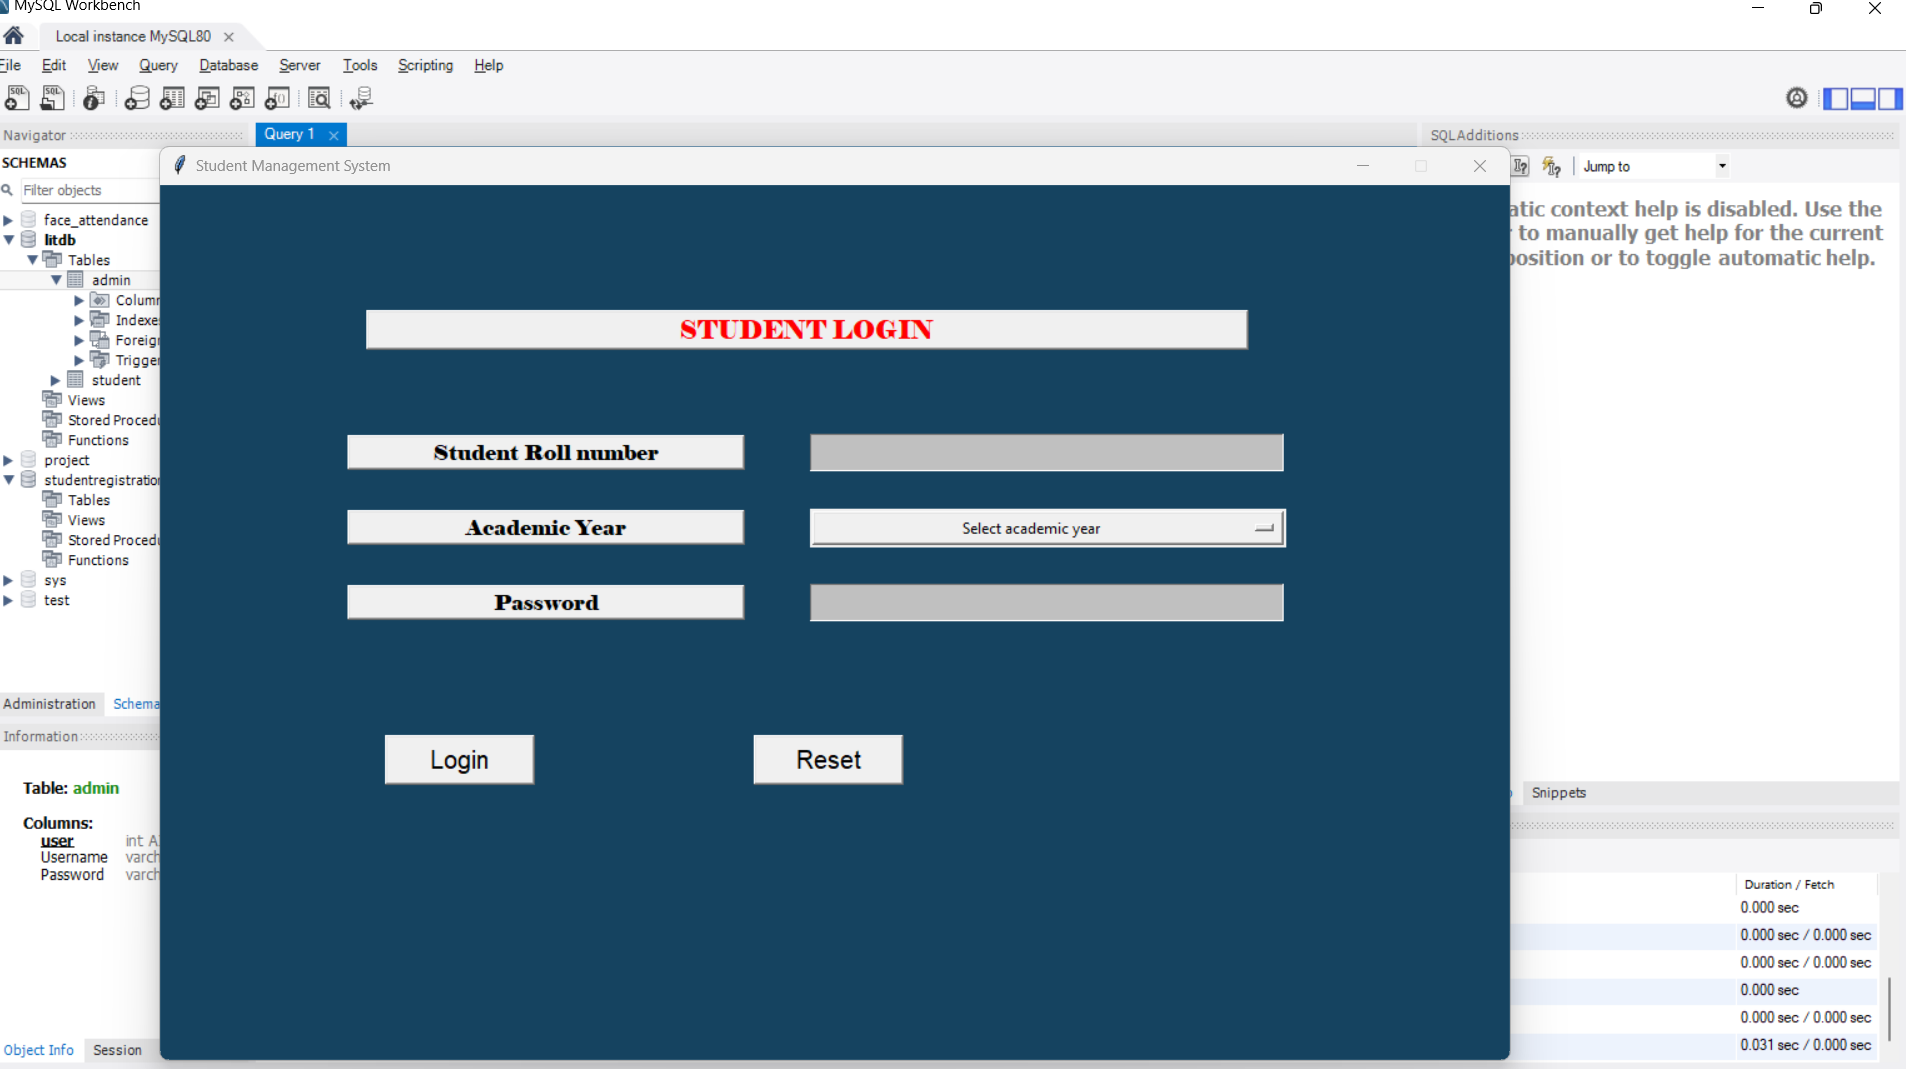 MySQL Workbench
Local instance MySQL80
File Edit View Query Database Server Tools Scripting Help
Navigator
Query 1
SQLAdditions
SCHEMAS
Student Management System
Jump to
Filter objects
face_attendance
litdb
Tables
admin
Column
Indexe
Foreig
Trigger
student
Views
Stored Procedu
Functions
project
studentregistration
Tables
Views
Stored Procedu
Functions
sys
test
atic context help is disabled. Use the
to manually get help for the current
position or to toggle automatic help.
STUDENT LOGIN
Student Roll number
Academic Year
Select academic year
Password
Login
Reset
Administration Schema
Information
Table: admin
Columns:
user int A
Username varch
Password varch
Object Info Session
Snippets
Duration / Fetch
0.000 sec
0.000 sec / 0.000 sec
0.000 sec / 0.000 sec
0.000 sec
0.000 sec / 0.000 sec
0.031 sec / 0.000 sec